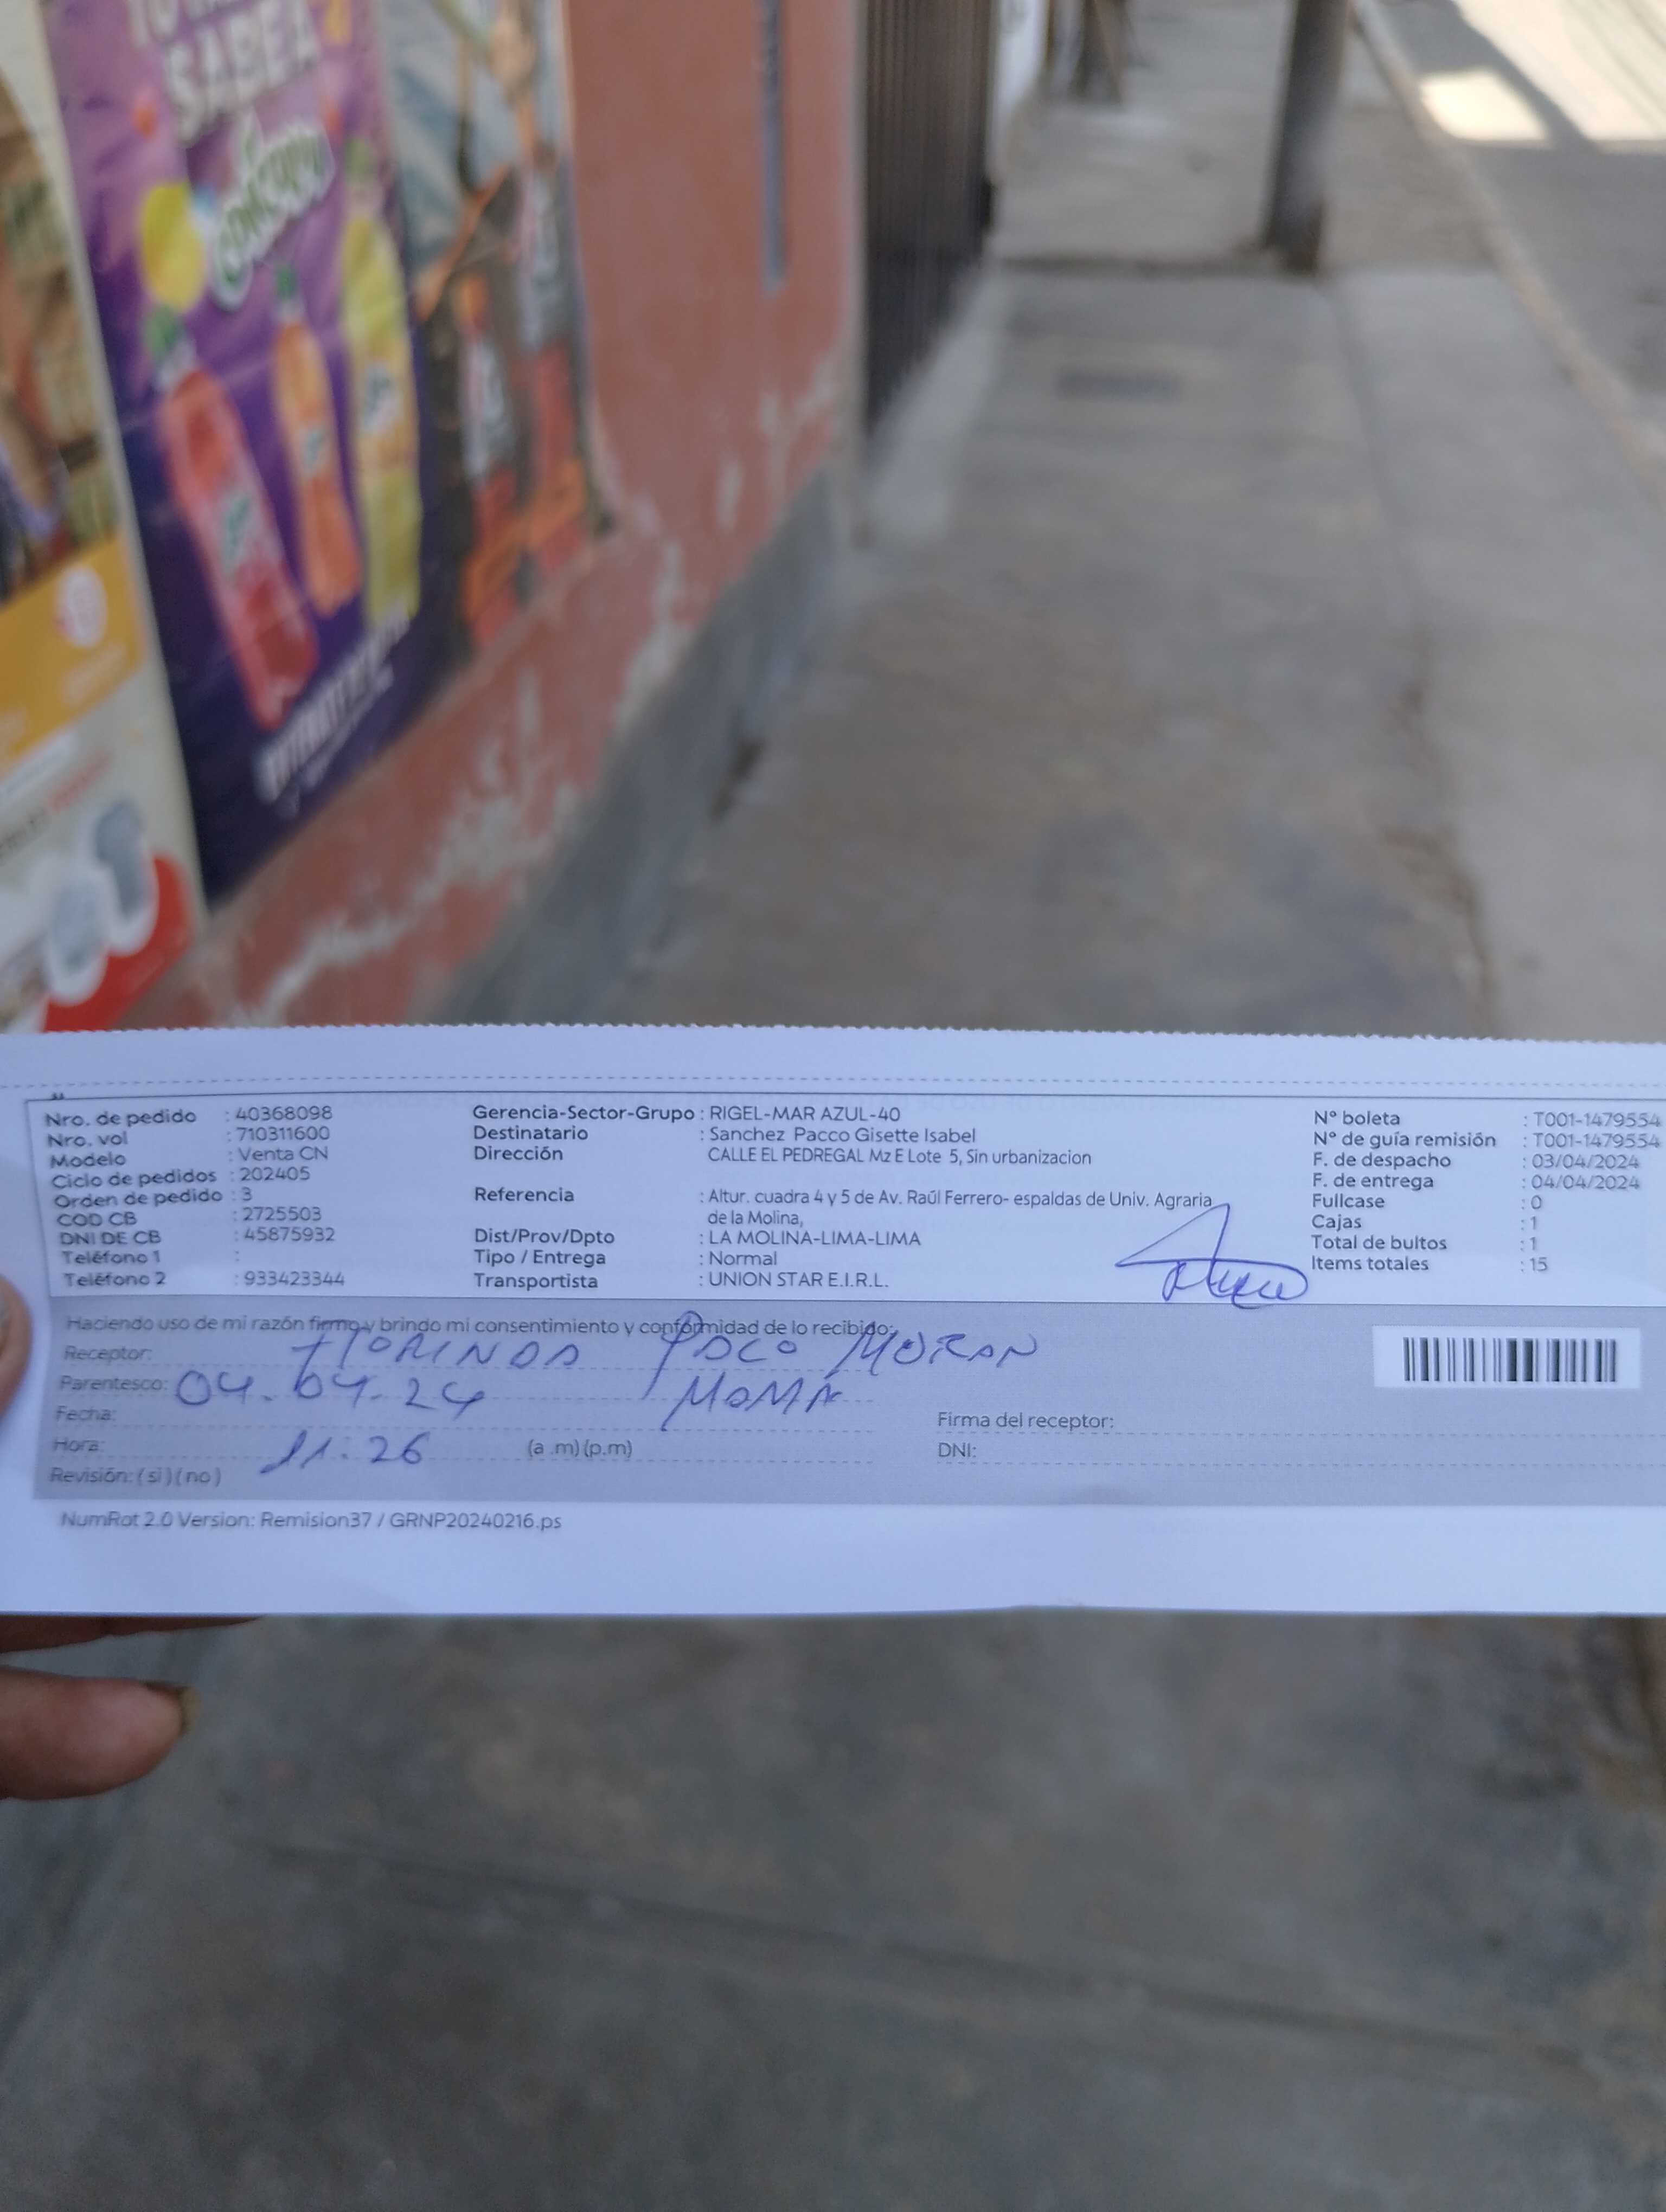 SABEA
Nro. de pedido : 40368098
Nro. vol : 710311600
Modelo : Venta CN
Ciclo de pedidos : 202405
Orden de pedido : 3
COD CB : 2725503
DNI DE CB : 45875932
Teléfono 1 :
Teléfono 2 : 933423344
Gerencia-Sector-Grupo : RIGEL-MAR AZUL-40
Destinatario : Sanchez Pacco Gisette Isabel
Dirección CALLE EL PEDREGAL Mz E Lote 5, Sin urbanizacion
Referencia : Altur. cuadra 4 y 5 de Av. Raúl Ferrero- espaldas de Univ. Agraria
de la Molina,
Dist/Prov/Dpto : LA MOLINA-LIMA-LIMA
Tipo / Entrega : Normal
Transportista : UNION STAR E.I.R.L.
Nº boleta : T001-1479554
Nº de guía remisión : T001-1479554
F. de despacho : 03/04/2024
F. de entrega : 04/04/2024
Fullcase : 0
Cajas : 1
Total de bultos : 1
Items totales : 15
Haciendo uso de mi razón firmo y brindo mi consentimiento y conformidad de lo recibido:
Receptor: MORAN
Parentesco: 04.04.24 MAMÁ
Fecha:
Hora: 11:26 (a .m) (p.m)
Revisión: ( si ) ( no )
Firma del receptor:
DNI:
NumRot 2.0 Version: Remision37 / GRNP20240216.ps